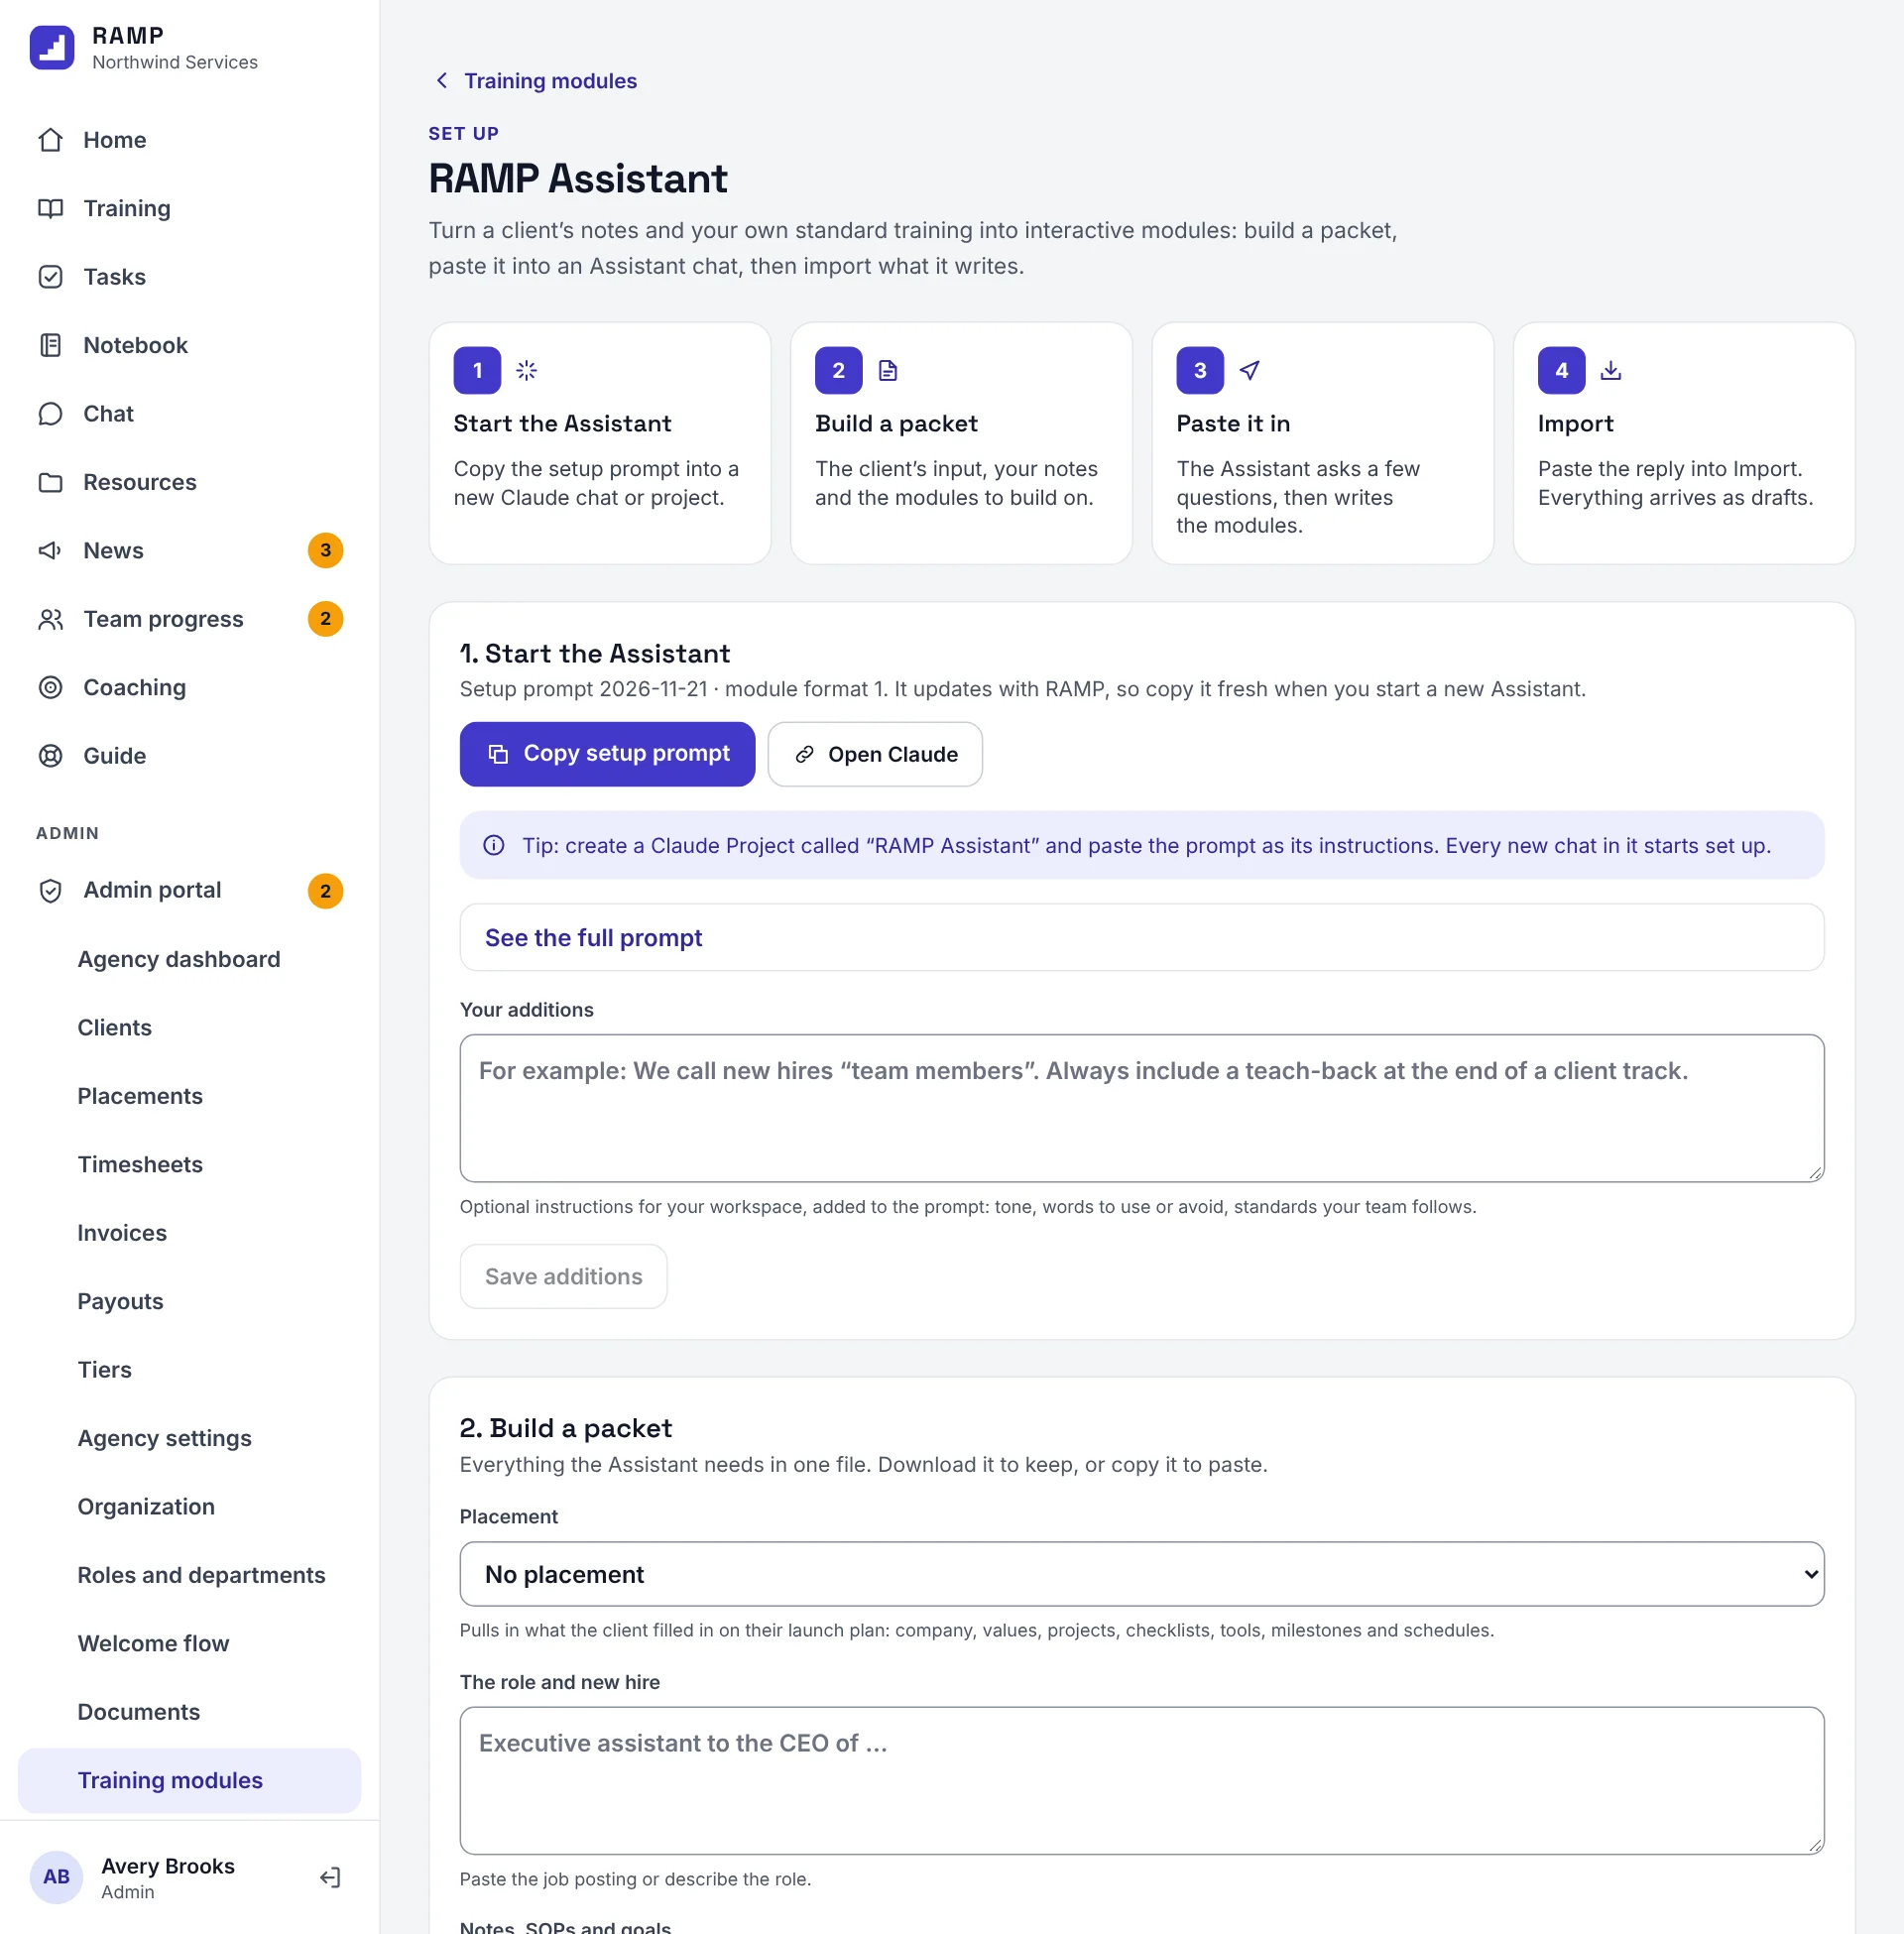 RAMP
Northwind Services
Home
Training
Tasks
Notebook
Chat
Resources
News
3
Team progress
2
Coaching
Guide
ADMIN
Admin portal
2
Agency dashboard
Clients
Placements
Timesheets
Invoices
Payouts
Tiers
Agency settings
Organization
Roles and departments
Welcome flow
Documents
Training modules
AB
Avery Brooks
Admin
Training modules
SET UP
RAMP Assistant
Turn a client’s notes and your own standard training into interactive modules: build a packet,
paste it into an Assistant chat, then import what it writes.
1
Start the Assistant
Copy the setup prompt into a
new Claude chat or project.
2
Build a packet
The client’s input, your notes
and the modules to build on.
3
Paste it in
The Assistant asks a few
questions, then writes
the modules.
4
Import
Paste the reply into Import.
Everything arrives as drafts.
1. Start the Assistant
Setup prompt 2026-11-21 · module format 1. It updates with RAMP, so copy it fresh when you start a new Assistant.
Copy setup prompt
Open Claude
Tip: create a Claude Project called “RAMP Assistant” and paste the prompt as its instructions. Every new chat in it starts set up.
See the full prompt
Your additions
For example: We call new hires “team members”. Always include a teach-back at the end of a client track.
Optional instructions for your workspace, added to the prompt: tone, words to use or avoid, standards your team follows.
Save additions
2. Build a packet
Everything the Assistant needs in one file. Download it to keep, or copy it to paste.
Placement
No placement
Pulls in what the client filled in on their launch plan: company, values, projects, checklists, tools, milestones and schedules.
The role and new hire
Executive assistant to the CEO of …
Paste the job posting or describe the role.
Notes, SOPs and goals